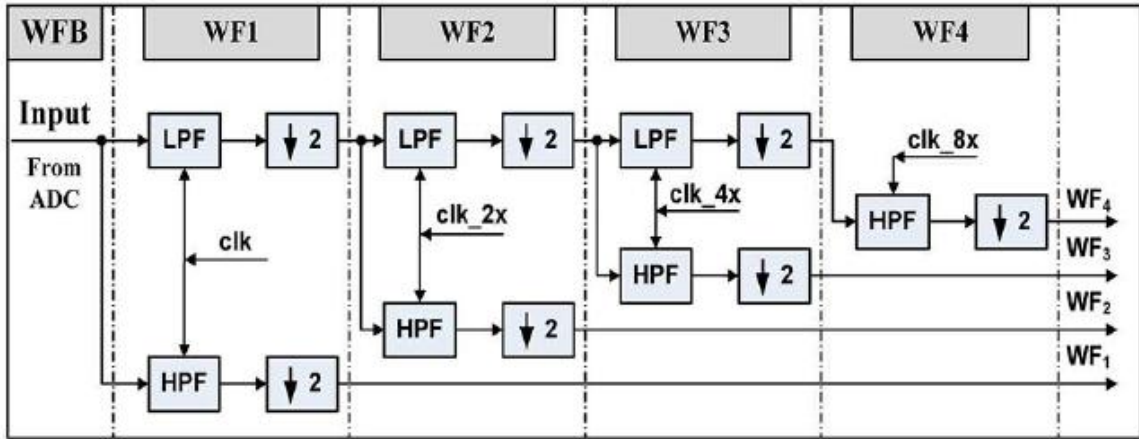 WFB
WF1
WF2
WF3
WF4
Input
From
ADC
LPF
↓ 2
LPF
↓ 2
LPF
↓ 2
clk_8x
HPF
↓ 2
WF₄
clk
clk_2x
clk_4x
HPF
↓ 2
WF₃
HPF
↓ 2
WF₂
HPF
↓ 2
WF₁